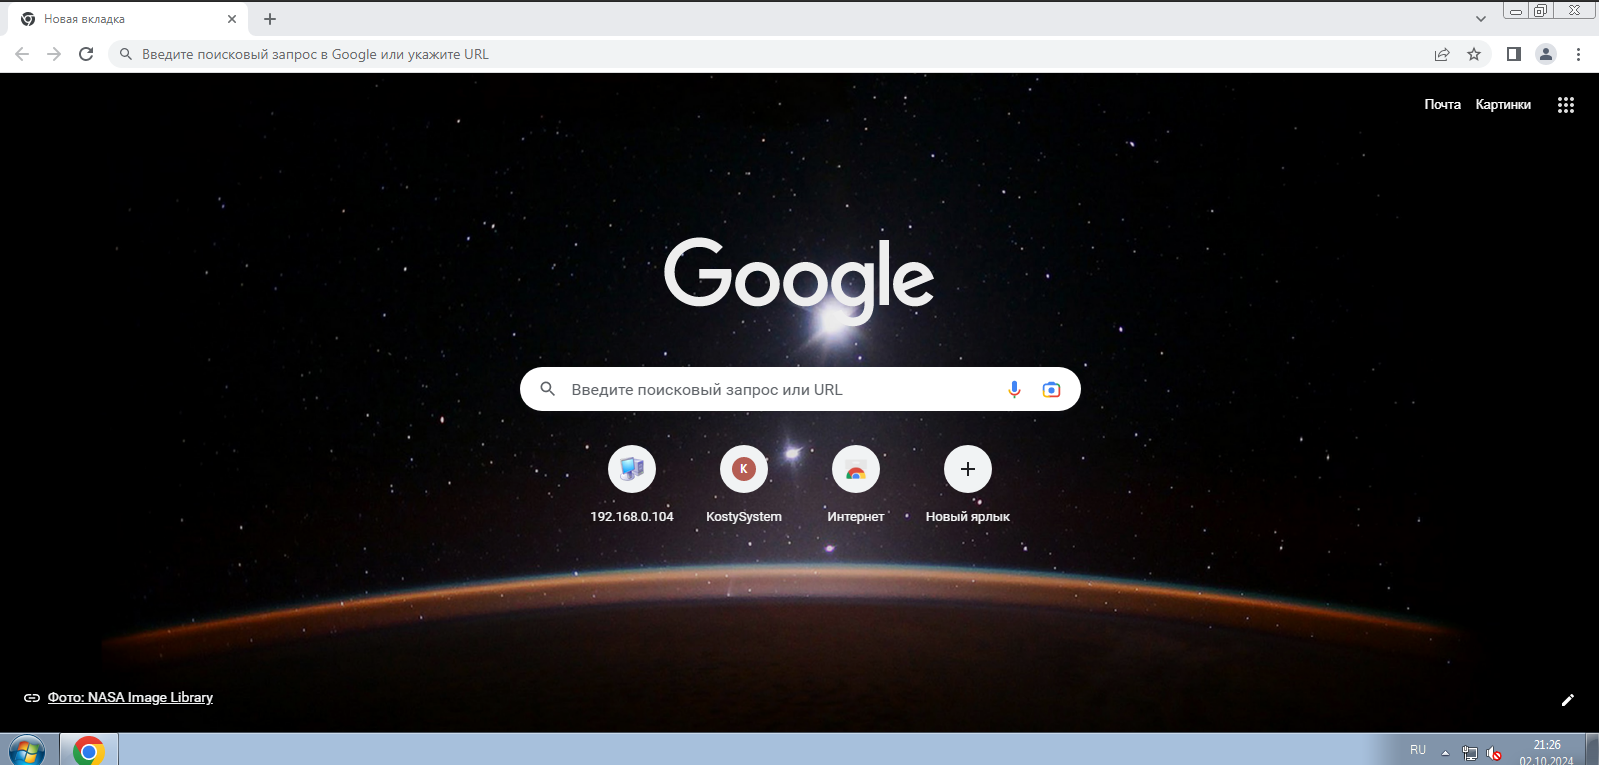 Новая вкладка
Введите поисковый запрос в Google или укажите URL
Почта Картинки
Google
Введите поисковый запрос или URL
K
192.168.0.104 KostySystem Интернет Новый ярлык
Фото: NASA Image Library
RU 21:26
02.10.2024